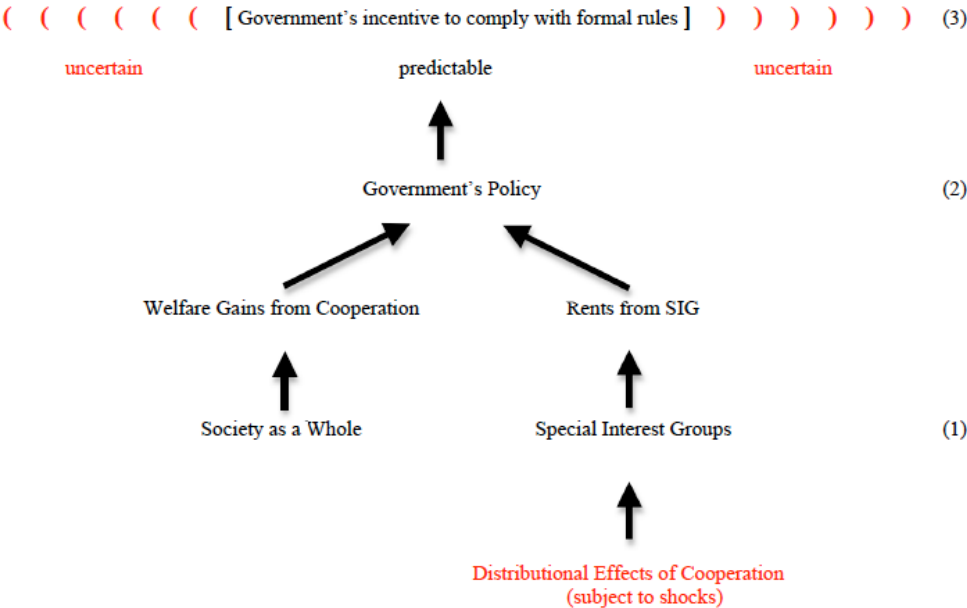 ( ( ( ( ( ( [ Government’s incentive to comply with formal rules ] ) ) ) ) ) ) (3)
uncertain predictable uncertain
Government’s Policy (2)
Welfare Gains from Cooperation Rents from SIG
Society as a Whole Special Interest Groups (1)
Distributional Effects of Cooperation
(subject to shocks)